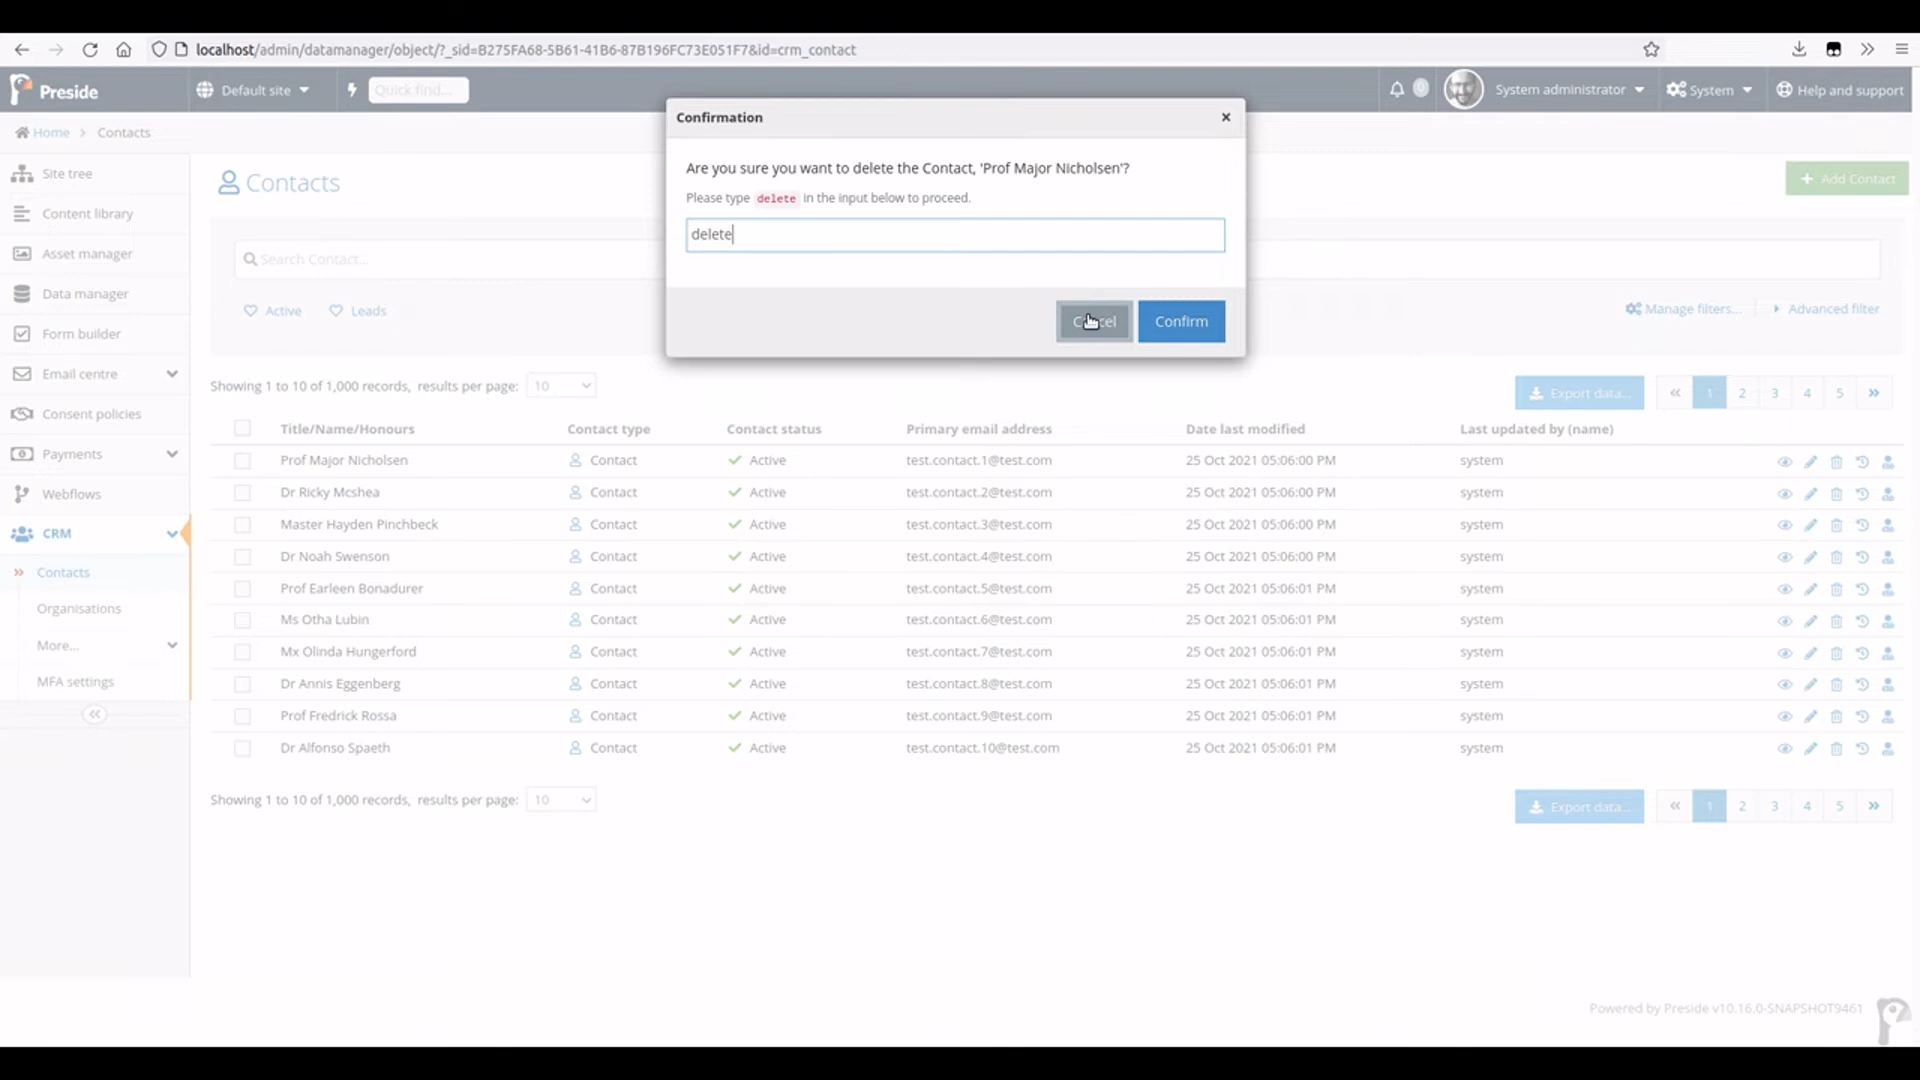 localhost/admin/datamanager/object/?_sid=B275FA68-5B61-41B6-87B196FC73E051F7&id=crm_contact
Preside
Default site
Quick find...
0
System administrator
System
Help and support
Home > Contacts
Confirmation
×
Are you sure you want to delete the Contact, 'Prof Major Nicholsen'?
Please type delete in the input below to proceed.
delete
Confirm
Site tree
Content library
Asset manager
Data manager
Form builder
Email centre
Consent policies
Payments
Webflows
CRM
Contacts
Organisations
More...
MFA settings
Contacts
+ Add Contact
Search Contact...
Active
Leads
Manage filters...
Advanced filter
Showing 1 to 10 of 1,000 records, results per page: 10
Export data...
« 1 2 3 4 5 »
Title/Name/Honours Contact type Contact status Primary email address Date last modified Last updated by (name)
Prof Major Nicholsen Contact Active test.contact.1@test.com 25 Oct 2021 05:06:00 PM system
Dr Ricky Mcshea Contact Active test.contact.2@test.com 25 Oct 2021 05:06:00 PM system
Master Hayden Pinchbeck Contact Active test.contact.3@test.com 25 Oct 2021 05:06:00 PM system
Dr Noah Swenson Contact Active test.contact.4@test.com 25 Oct 2021 05:06:00 PM system
Prof Earleen Bonadurer Contact Active test.contact.5@test.com 25 Oct 2021 05:06:01 PM system
Ms Otha Lubin Contact Active test.contact.6@test.com 25 Oct 2021 05:06:01 PM system
Mx Olinda Hungerford Contact Active test.contact.7@test.com 25 Oct 2021 05:06:01 PM system
Dr Annis Eggenberg Contact Active test.contact.8@test.com 25 Oct 2021 05:06:01 PM system
Prof Fredrick Rossa Contact Active test.contact.9@test.com 25 Oct 2021 05:06:01 PM system
Dr Alfonso Spaeth Contact Active test.contact.10@test.com 25 Oct 2021 05:06:01 PM system
Showing 1 to 10 of 1,000 records, results per page: 10
Export data...
« 1 2 3 4 5 »
Powered by Preside v10.16.0-SNAPSHOT9461